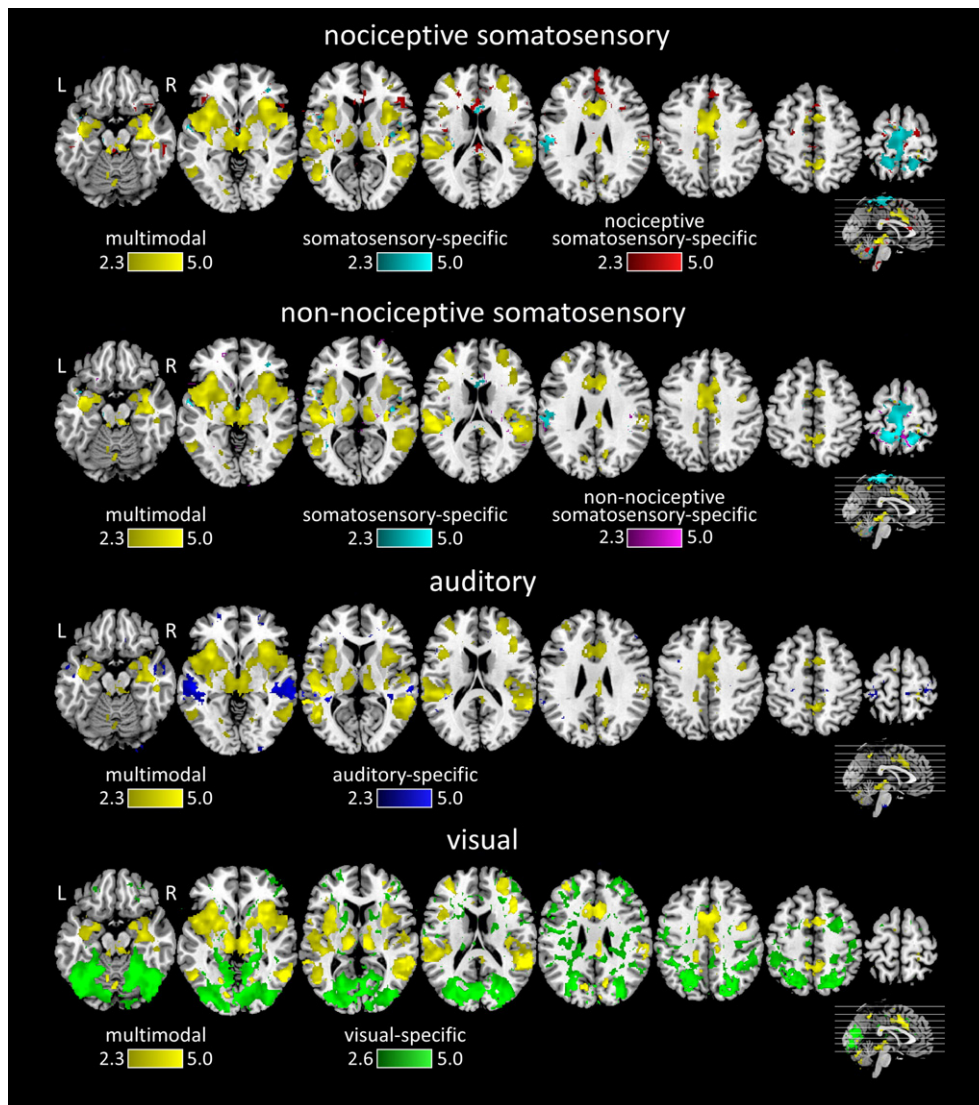 nociceptive somatosensory
L R
multimodal
2.3 5.0
somatosensory-specific
2.3 5.0
nociceptive
somatosensory-specific
2.3 5.0
non-nociceptive somatosensory
L R
multimodal
2.3 5.0
somatosensory-specific
2.3 5.0
non-nociceptive
somatosensory-specific
2.3 5.0
auditory
L R
multimodal
2.3 5.0
auditory-specific
2.3 5.0
visual
L R
multimodal
2.3 5.0
visual-specific
2.6 5.0